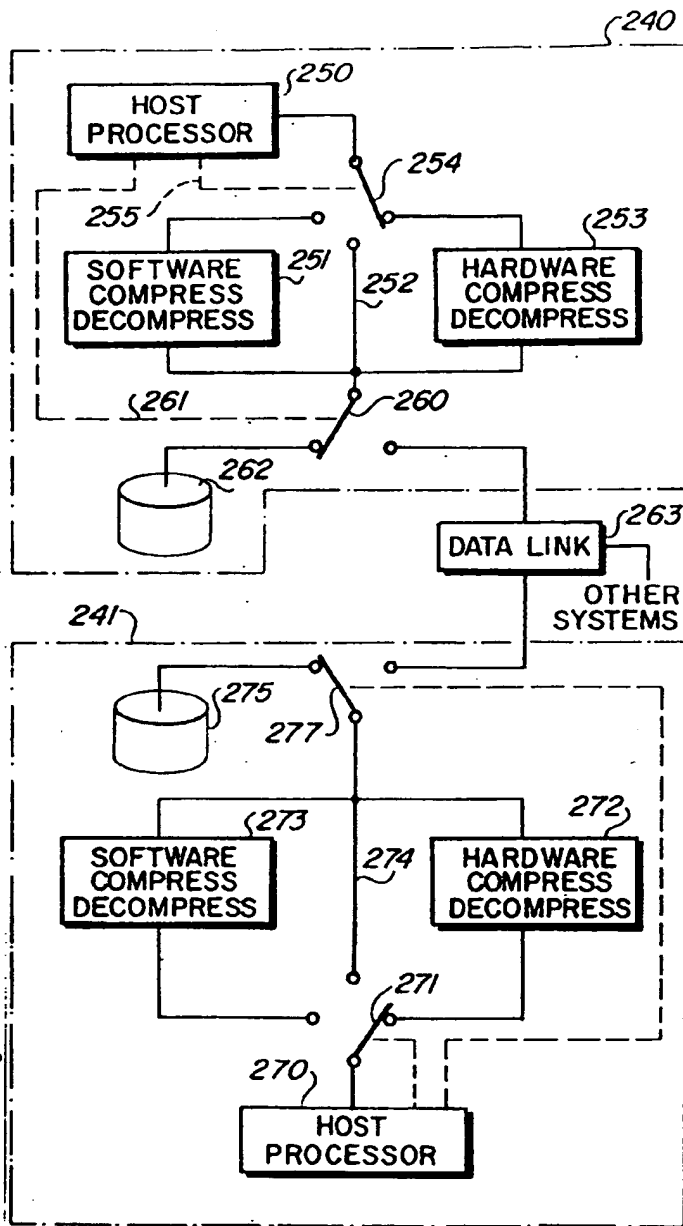 240
250
HOST
PROCESSOR
254
255
253
SOFTWARE
COMPRESS
DECOMPRESS
251
252
HARDWARE
COMPRESS
DECOMPRESS
261
260
262
263
DATA LINK
OTHER
SYSTEMS
241
275
277
273
272
SOFTWARE
COMPRESS
DECOMPRESS
274
HARDWARE
COMPRESS
DECOMPRESS
271
270
HOST
PROCESSOR